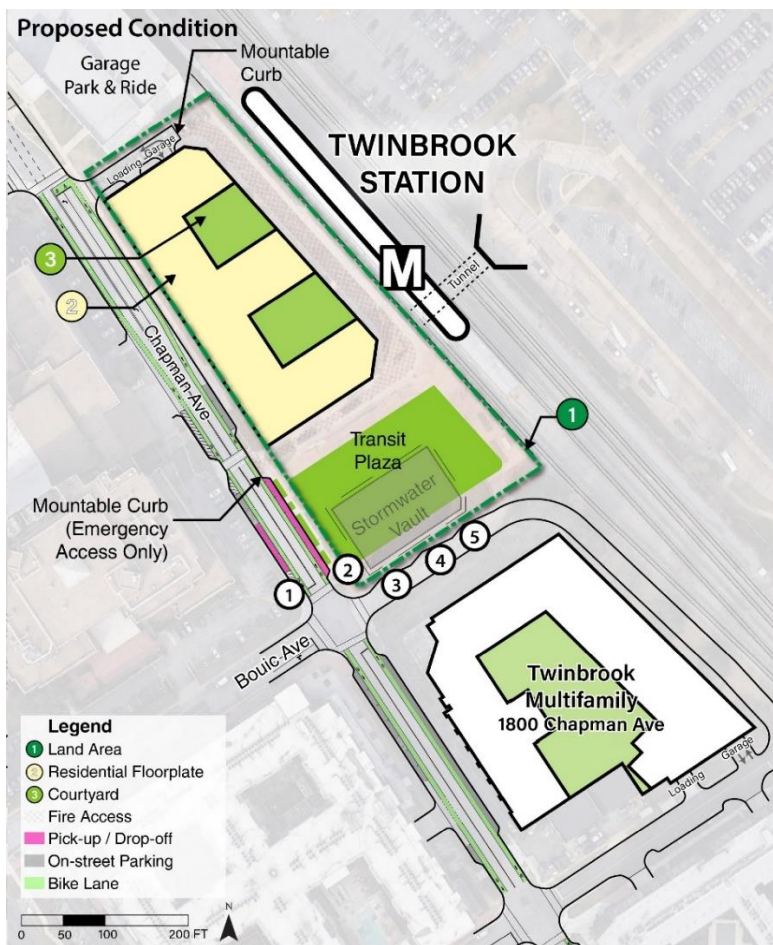 Proposed Condition
Garage
Park & Ride
Mountable
Curb
TWINBROOK
STATION
M
Tunnel
Loading
Garage
3
2
Chapman Ave
1
Transit
Plaza
Stormwater
Vault
Mountable Curb
(Emergency
Access Only)
1
2
3
4
5
Bouic Ave
Twinbrook
Multifamily
1800 Chapman Ave
Loading
Garage
Legend
1 Land Area
2 Residential Floorplate
3 Courtyard
Fire Access
Pick-up / Drop-off
On-street Parking
Bike Lane
N
0 50 100 200 FT